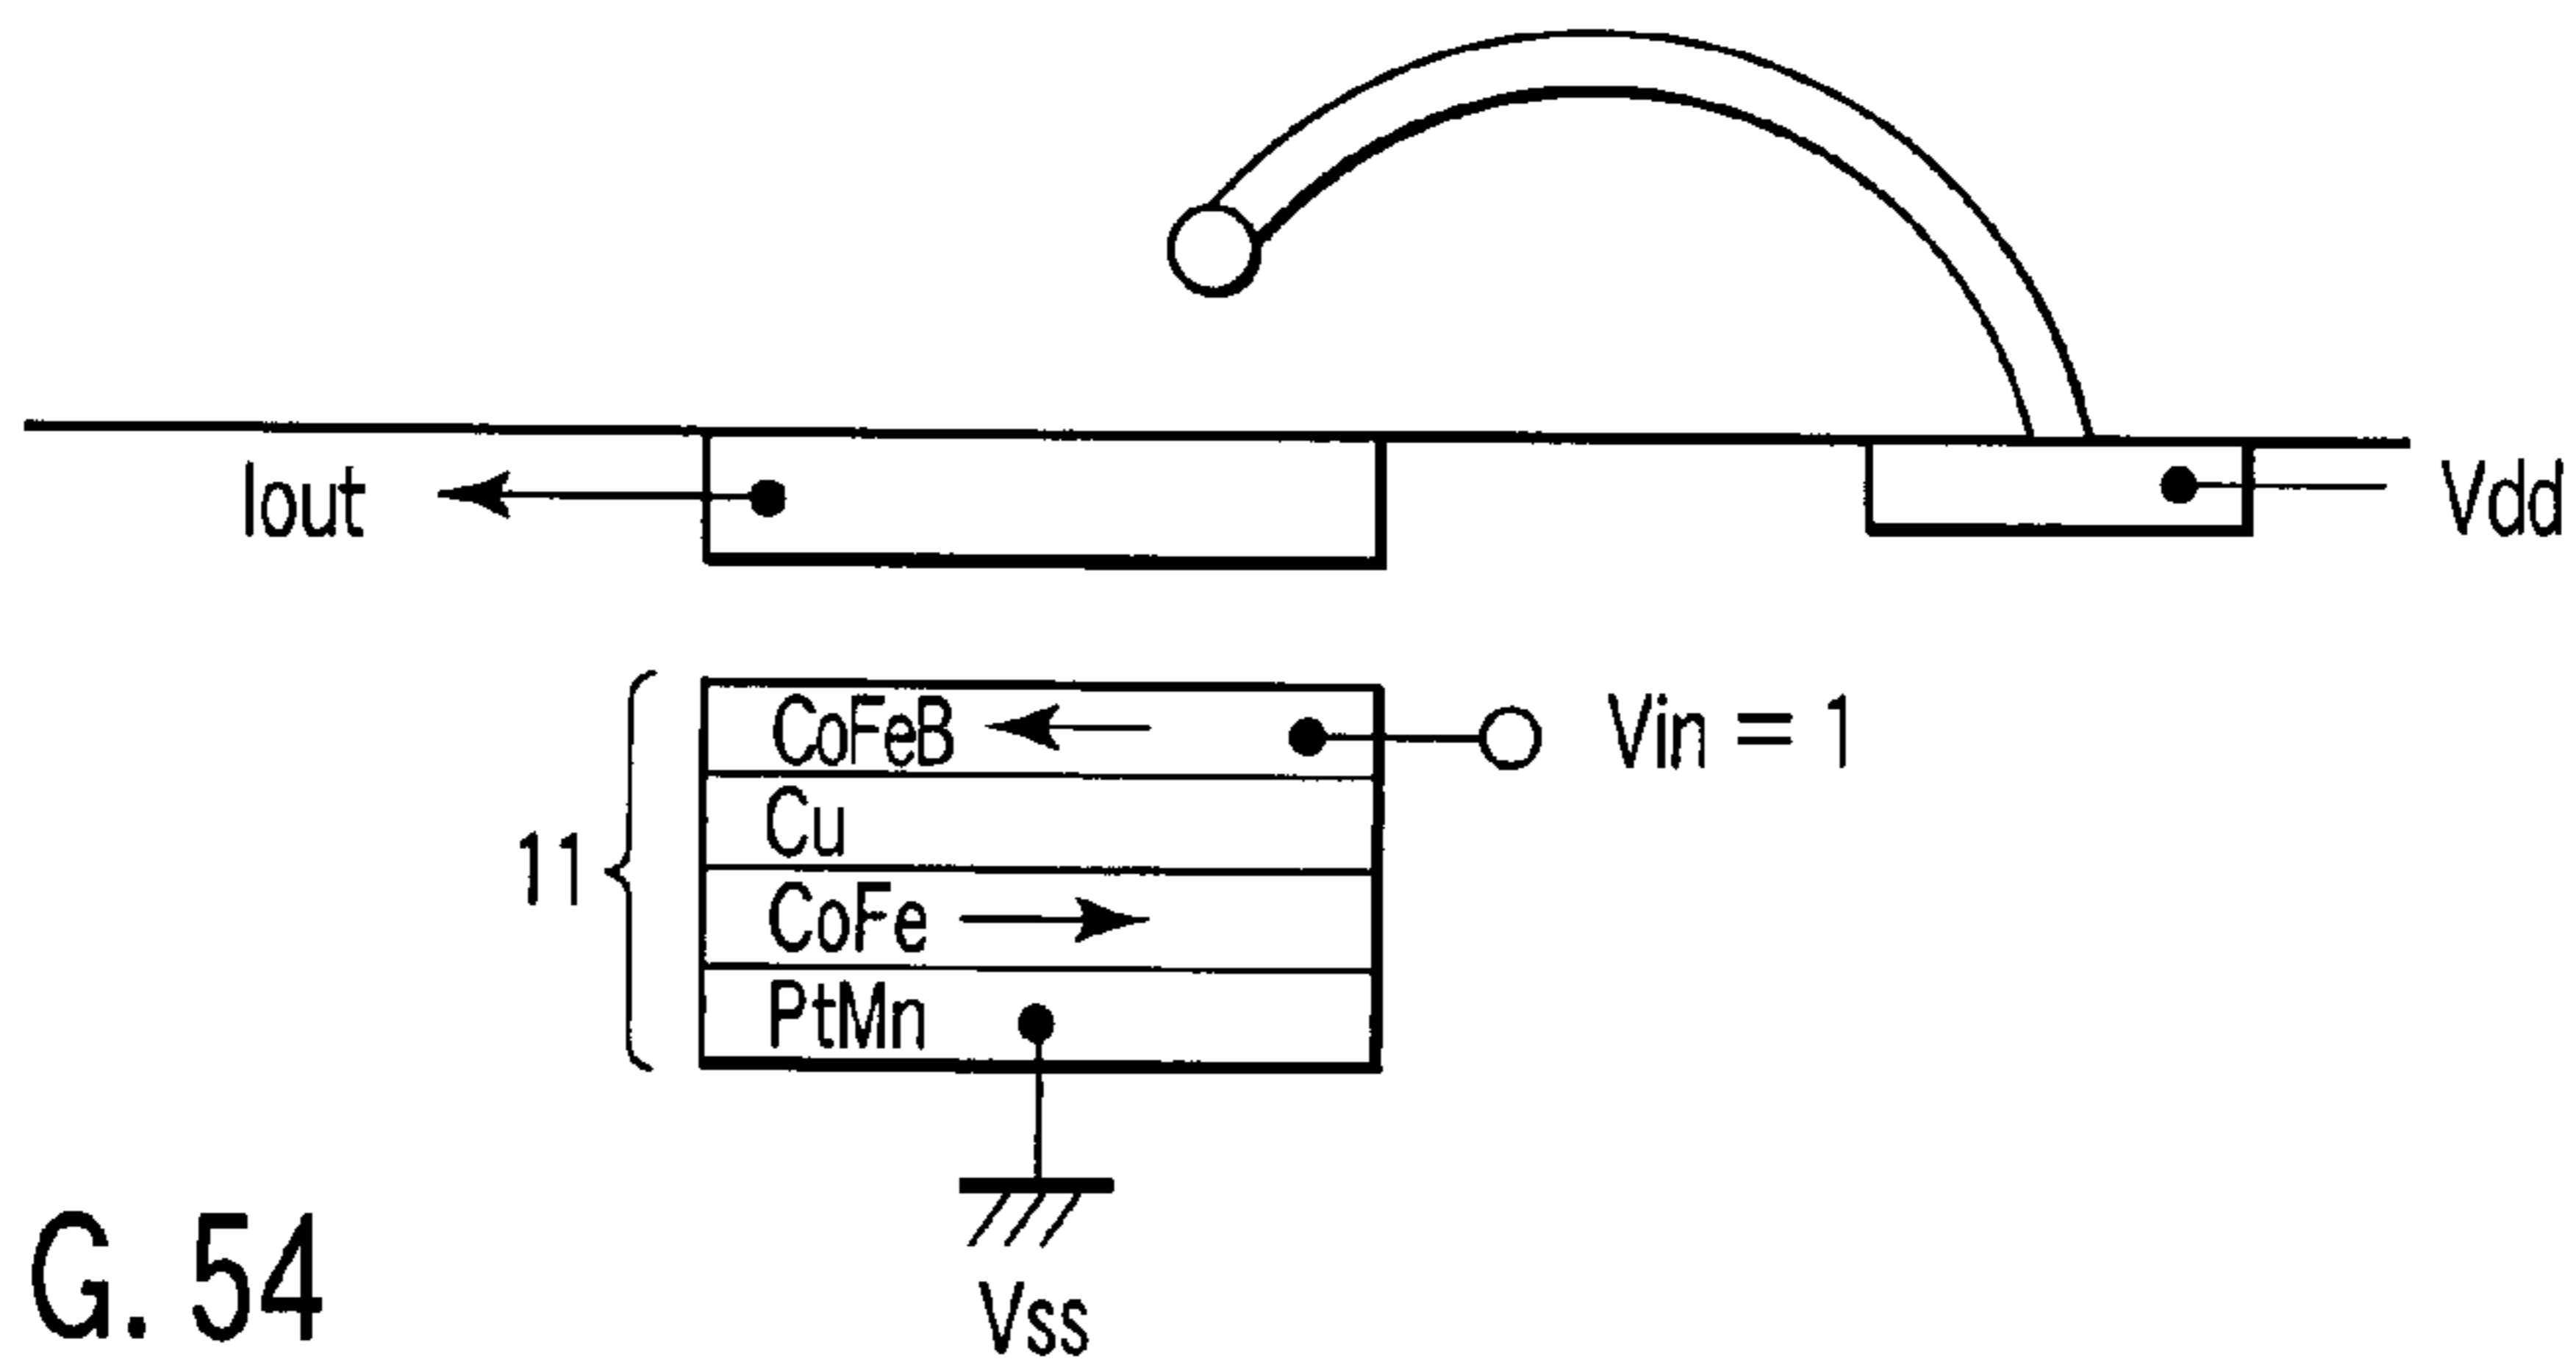 Iout
Vdd
CoFeB
Vin = 1
Cu
11
CoFe
PtMn
Vss
G. 54